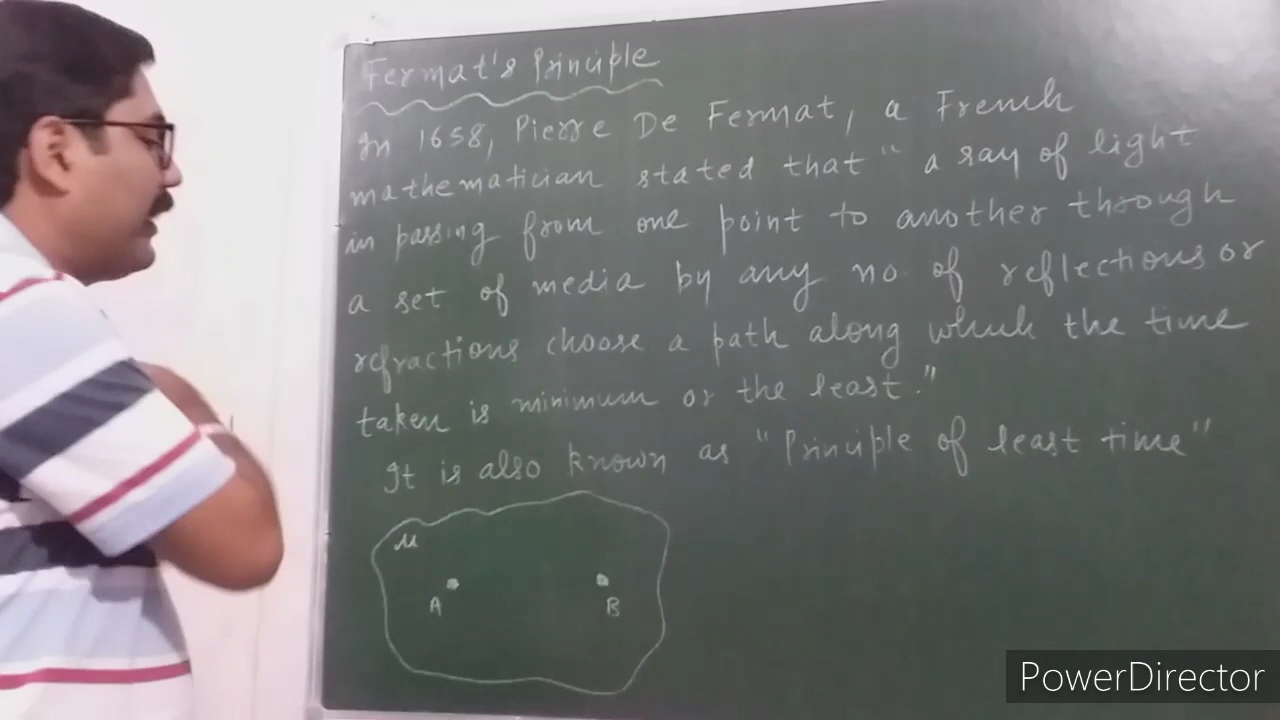 Fermat's Principle
In 1658, Pierre De Fermat, a French
mathematician stated that " a ray of light
in passing from one point to another through
a set of media by any no. of reflections or
refractions choose a path along which the time
taken is minimum or the least."
It is also known as "Principle of least time"
μ
A B
PowerDirector